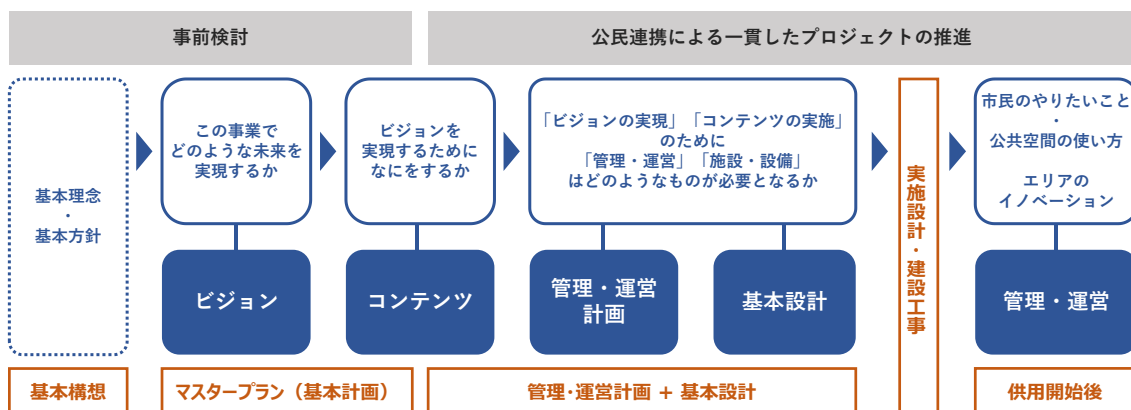 事前検討
公民連携による一貫したプロジェクトの推進
基本理念
・
基本方針
この事業で
どのような未来を
実現するか
ビジョンを
実現するために
なにをするか
「ビジョンの実現」「コンテンツの実施」
のために
「管理・運営」「施設・設備」
はどのようなものが必要となるか
実施設計・建設工事
市民のやりたいこと
・
公共空間の使い方
エリアの
イノベーション
ビジョン
コンテンツ
管理・運営
計画
基本設計
管理・運営
基本構想
マスタープラン（基本計画）
管理･運営計画 + 基本設計
供用開始後